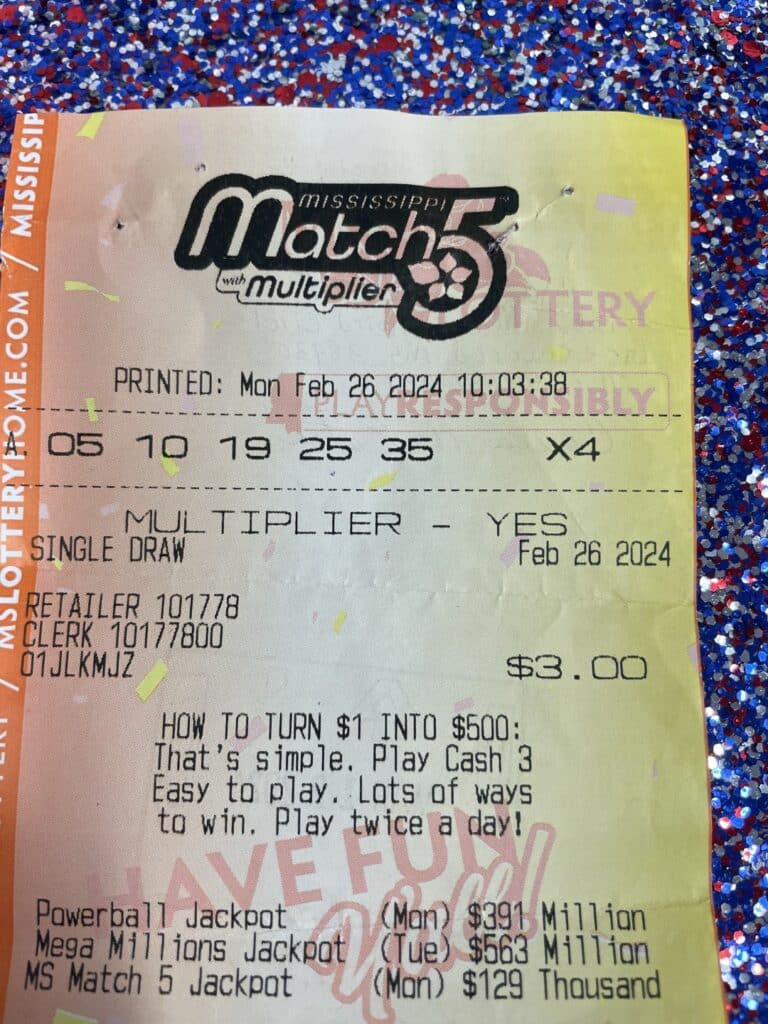 MISSISSIPPI
Match 5
with Multiplier
LOTTERY
PRINTED: Mon Feb 26 2024 10:03:38
PLAY RESPONSIBLY
A. 05 10 19 25 35 X4
MULTIPLIER - YES
SINGLE DRAW Feb 26 2024
RETAILER 101778
CLERK 10177800
01JLKMJZ $3.00
HOW TO TURN $1 INTO $500:
That's simple. Play Cash 3
Easy to play. Lots of ways
to win. Play twice a day!
HAVE FUN
Y'all!
Powerball Jackpot (Mon) $391 Million
Mega Millions Jackpot (Tue) $563 Million
MS Match 5 Jackpot (Mon) $129 Thousand
/ MSLOTTERYHOME.COM / MISSISSIP